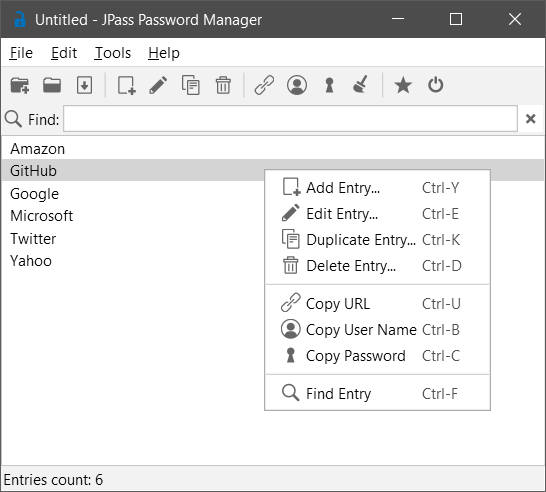 Untitled - JPass Password Manager
File Edit Tools Help
Find:
Amazon
GitHub
Google
Microsoft
Twitter
Yahoo
Add Entry... Ctrl-Y
Edit Entry... Ctrl-E
Duplicate Entry... Ctrl-K
Delete Entry... Ctrl-D
Copy URL Ctrl-U
Copy User Name Ctrl-B
Copy Password Ctrl-C
Find Entry Ctrl-F
Entries count: 6